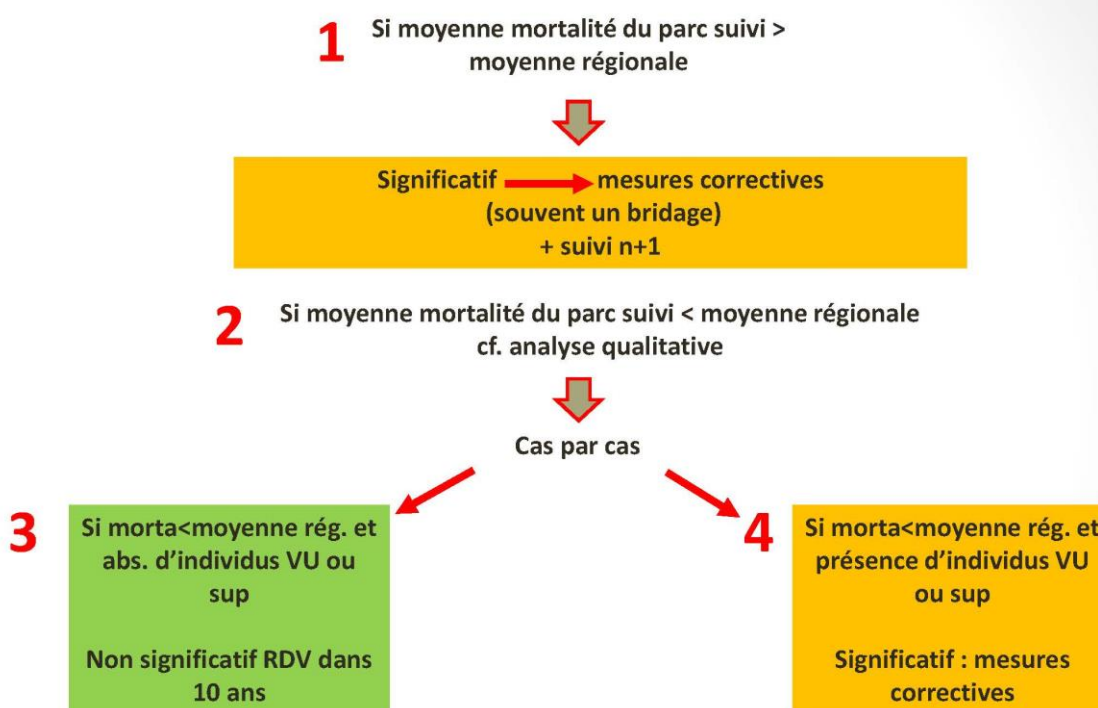 1
Si moyenne mortalité du parc suivi >
moyenne régionale
Significatif mesures correctives
(souvent un bridage)
+ suivi n+1
2
Si moyenne mortalité du parc suivi < moyenne régionale
cf. analyse qualitative
Cas par cas
3
Si morta<moyenne rég. et
abs. d’individus VU ou
sup
Non significatif RDV dans
10 ans
4
Si morta<moyenne rég. et
présence d’individus VU
ou sup
Significatif : mesures
correctives